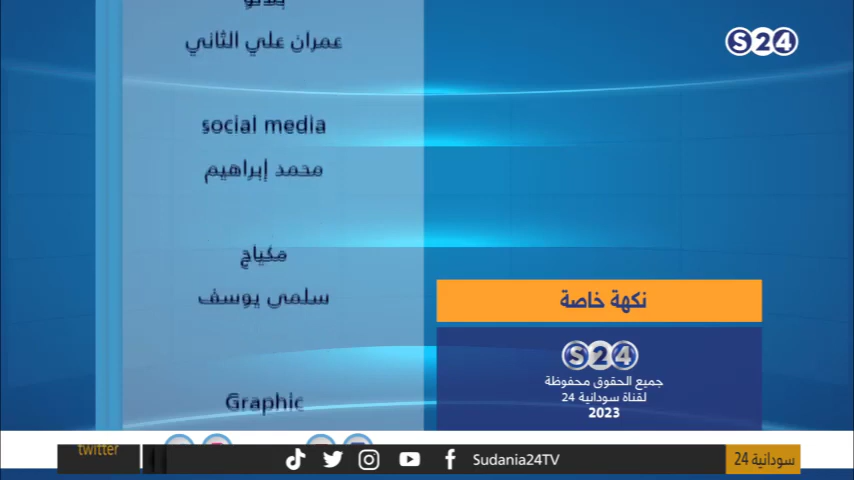 عمران علي الثاني
S24
social media
محمد إبراهيم
مكياج
سلمى يوسف
Graphic
نكهة خاصة
S24
جميع الحقوق محفوظة
لقناة سودانية 24
2023
twitter
Sudania24TV
سودانية 24